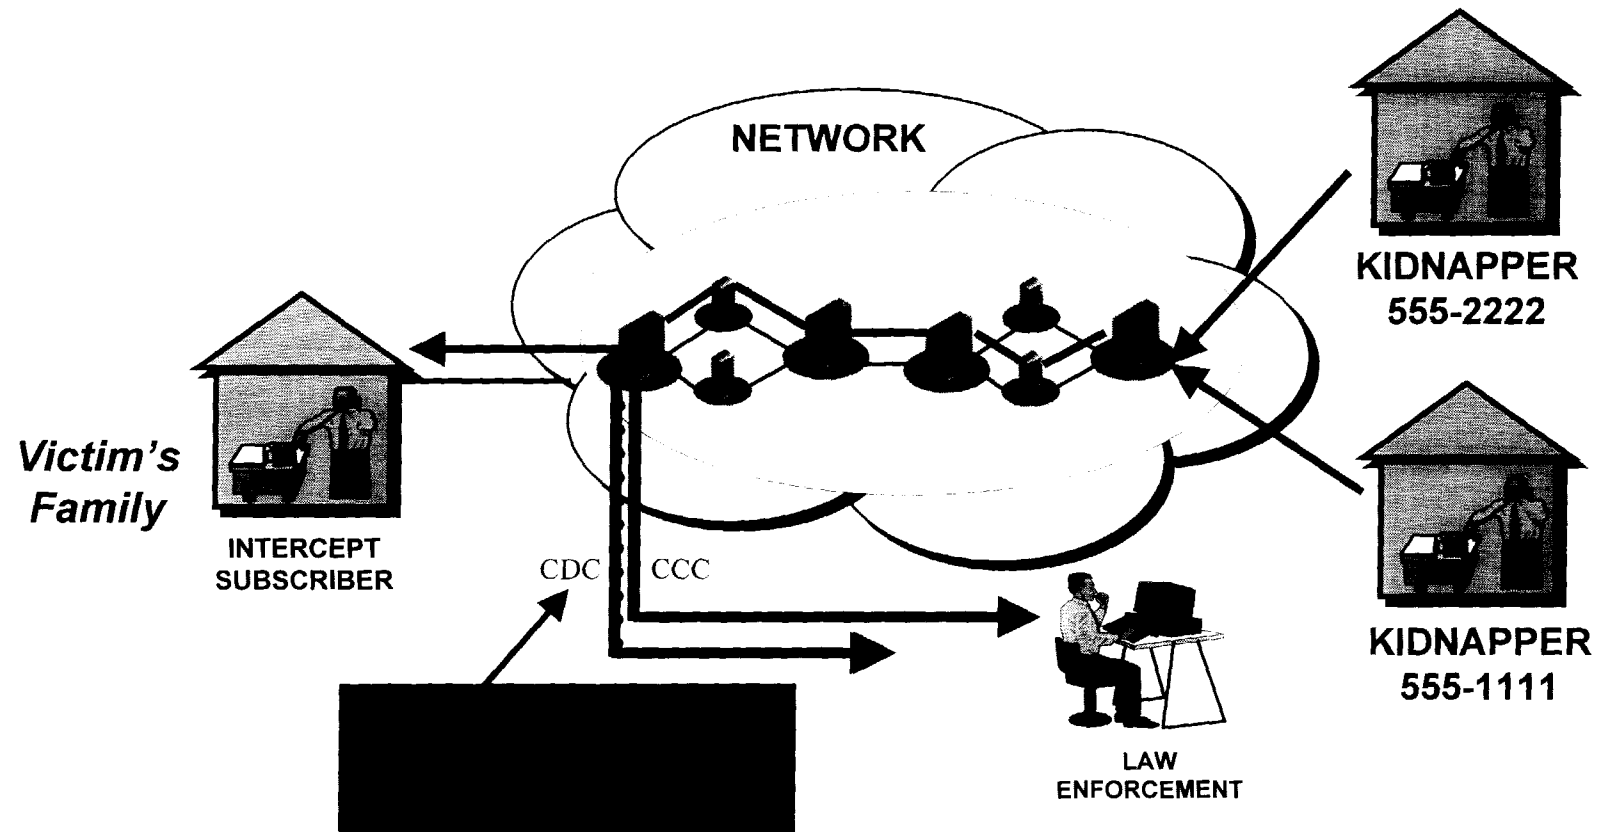 NETWORK
KIDNAPPER
555-2222
Victim's
Family
INTERCEPT
SUBSCRIBER
CDC
CCC
KIDNAPPER
555-1111
LAW
ENFORCEMENT